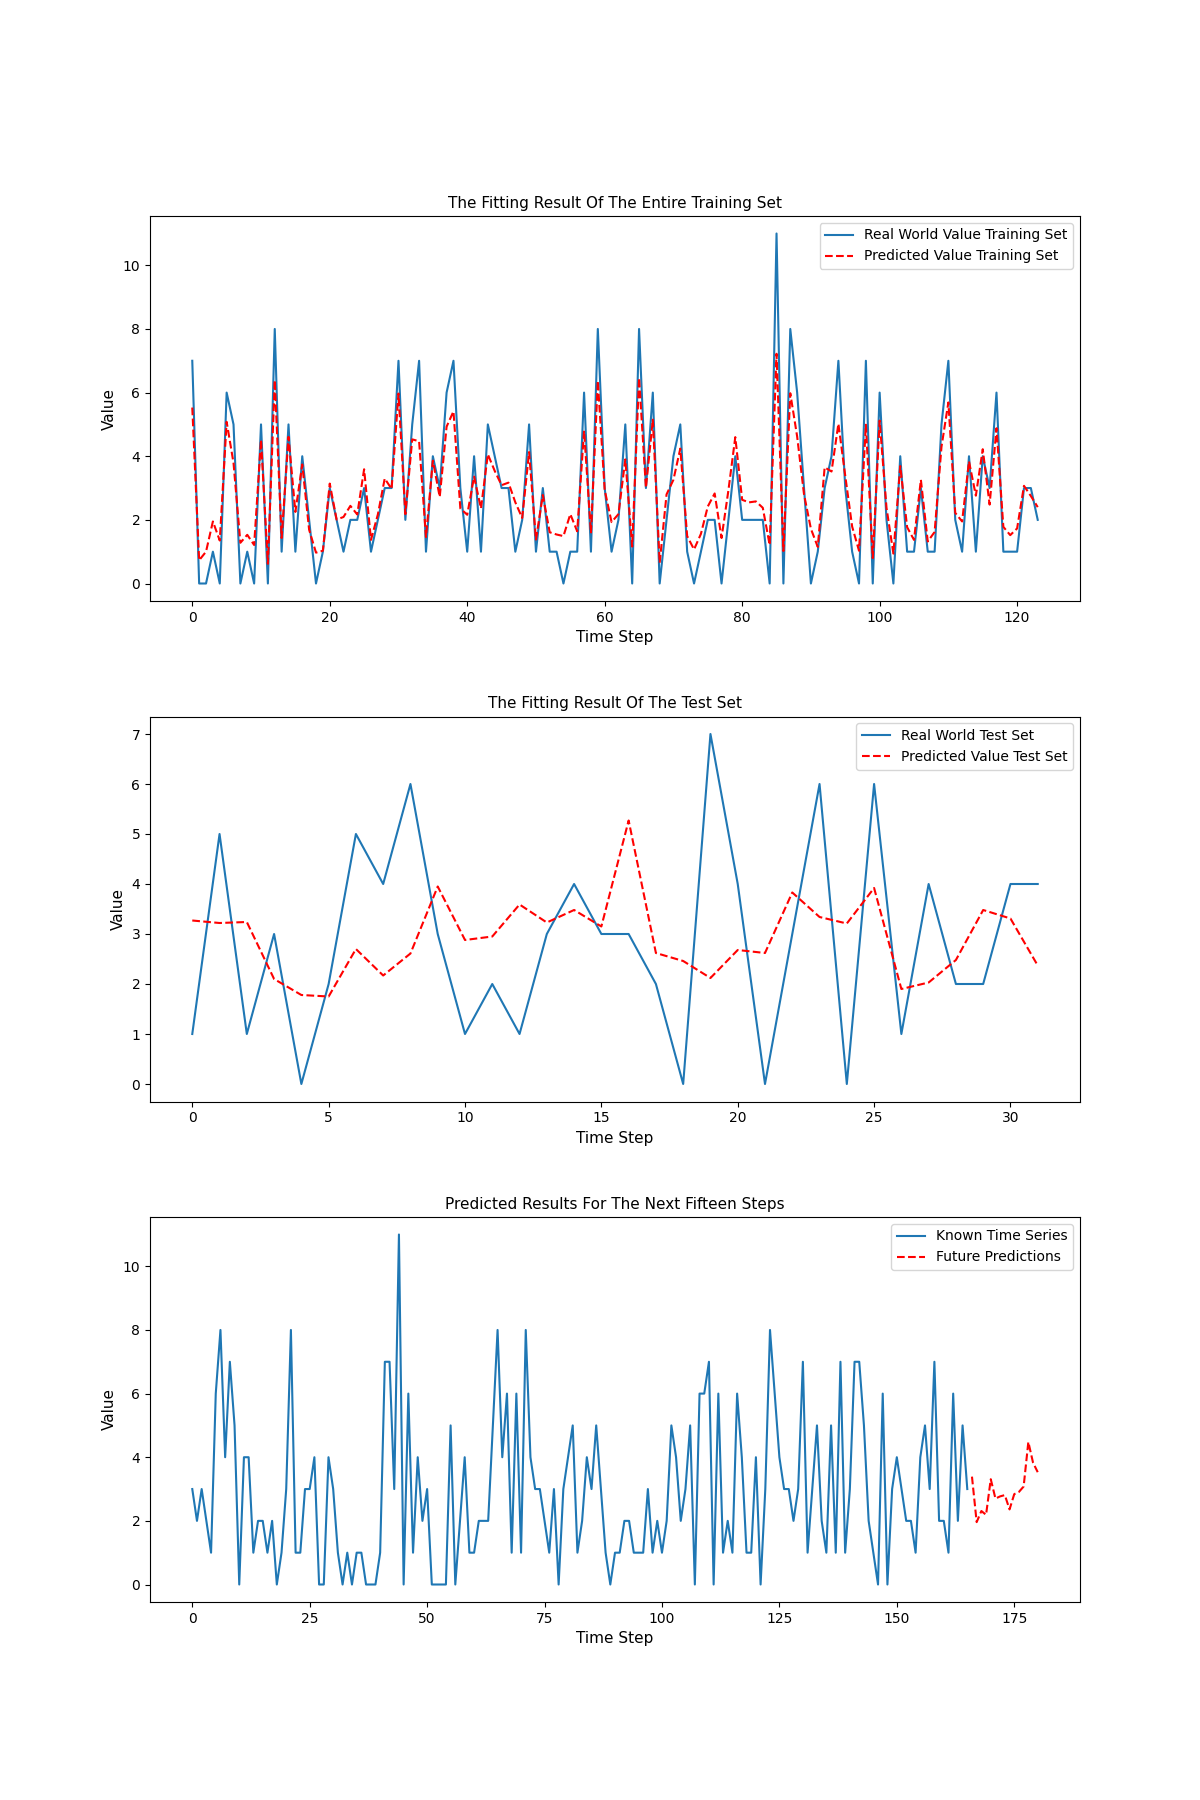 The Fitting Result Of The Entire Training Set
Real World Value Training Set
Predicted Value Training Set
Value
10
8
6
4
2
0
0 20 40 60 80 100 120
Time Step
The Fitting Result Of The Test Set
Real World Test Set
Predicted Value Test Set
Value
7
6
5
4
3
2
1
0
0 5 10 15 20 25 30
Time Step
Predicted Results For The Next Fifteen Steps
Known Time Series
Future Predictions
Value
10
8
6
4
2
0
0 25 50 75 100 125 150 175
Time Step